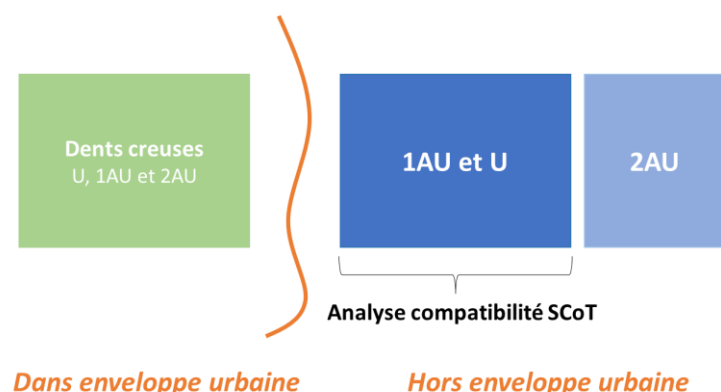 Dents creuses
U, 1AU et 2AU
1AU et U
2AU
Analyse compatibilité SCoT
Dans enveloppe urbaine
Hors enveloppe urbaine